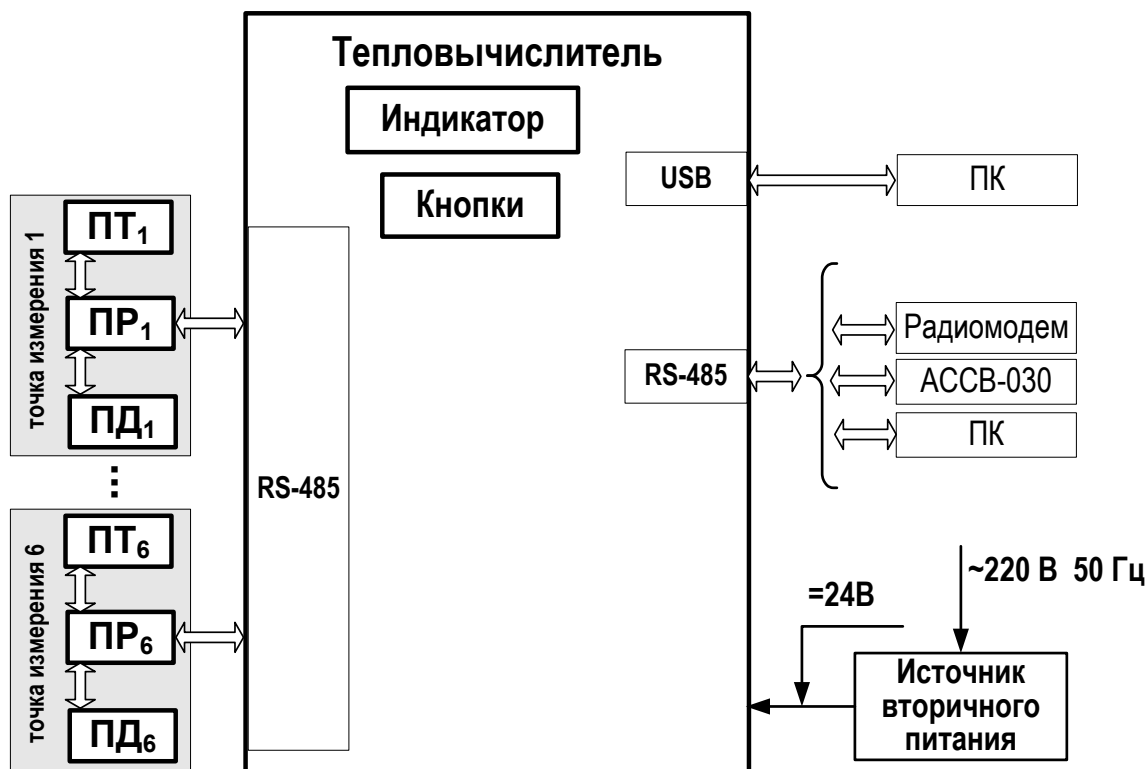 Тепловычислитель
Индикатор
Кнопки
USB
ПК
точка измерения 1
ПТ₁
ПР₁
ПД₁
RS-485
RS-485
Радиомодем
АССВ-030
ПК
⋮
точка измерения 6
ПТ₆
ПР₆
ПД₆
~220 В 50 Гц
=24В
Источник
вторичного
питания